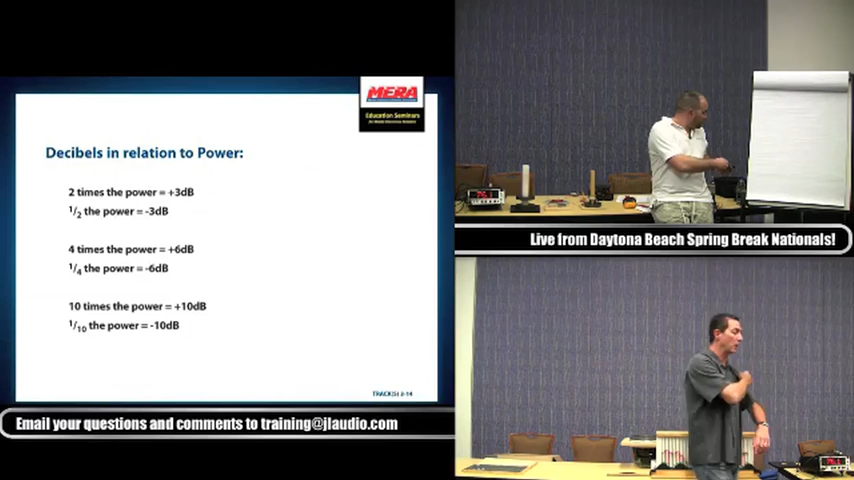 MERA
Education Seminars
Decibels in relation to Power:
2 times the power = +3dB
1/2 the power = -3dB
4 times the power = +6dB
1/4 the power = -6dB
10 times the power = +10dB
1/10 the power = -10dB
TRACK(S) 2-14
Email your questions and comments to training@jlaudio.com
Live from Daytona Beach Spring Break Nationals!